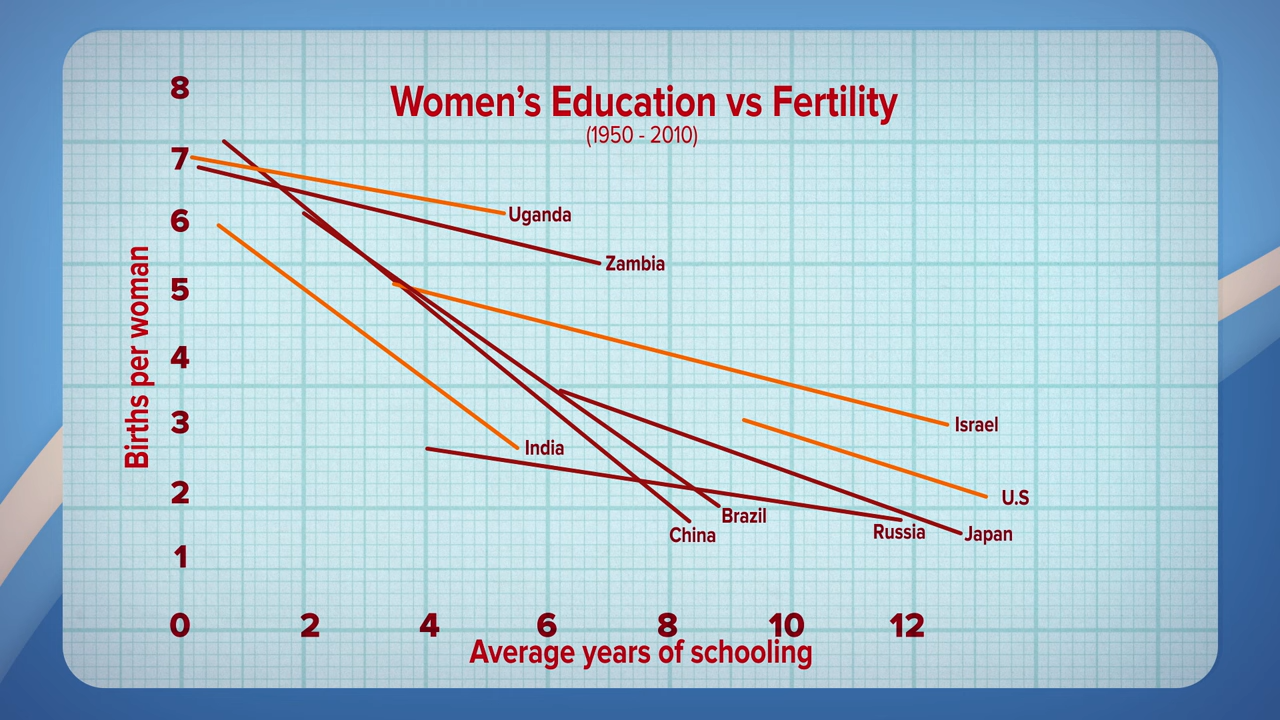 Women's Education vs Fertility
(1950 - 2010)
Births per woman
8
7
6
5
4
3
2
1
0
2
4
6
8
10
12
Average years of schooling
Uganda
Zambia
Israel
India
U.S
Brazil
China
Russia
Japan